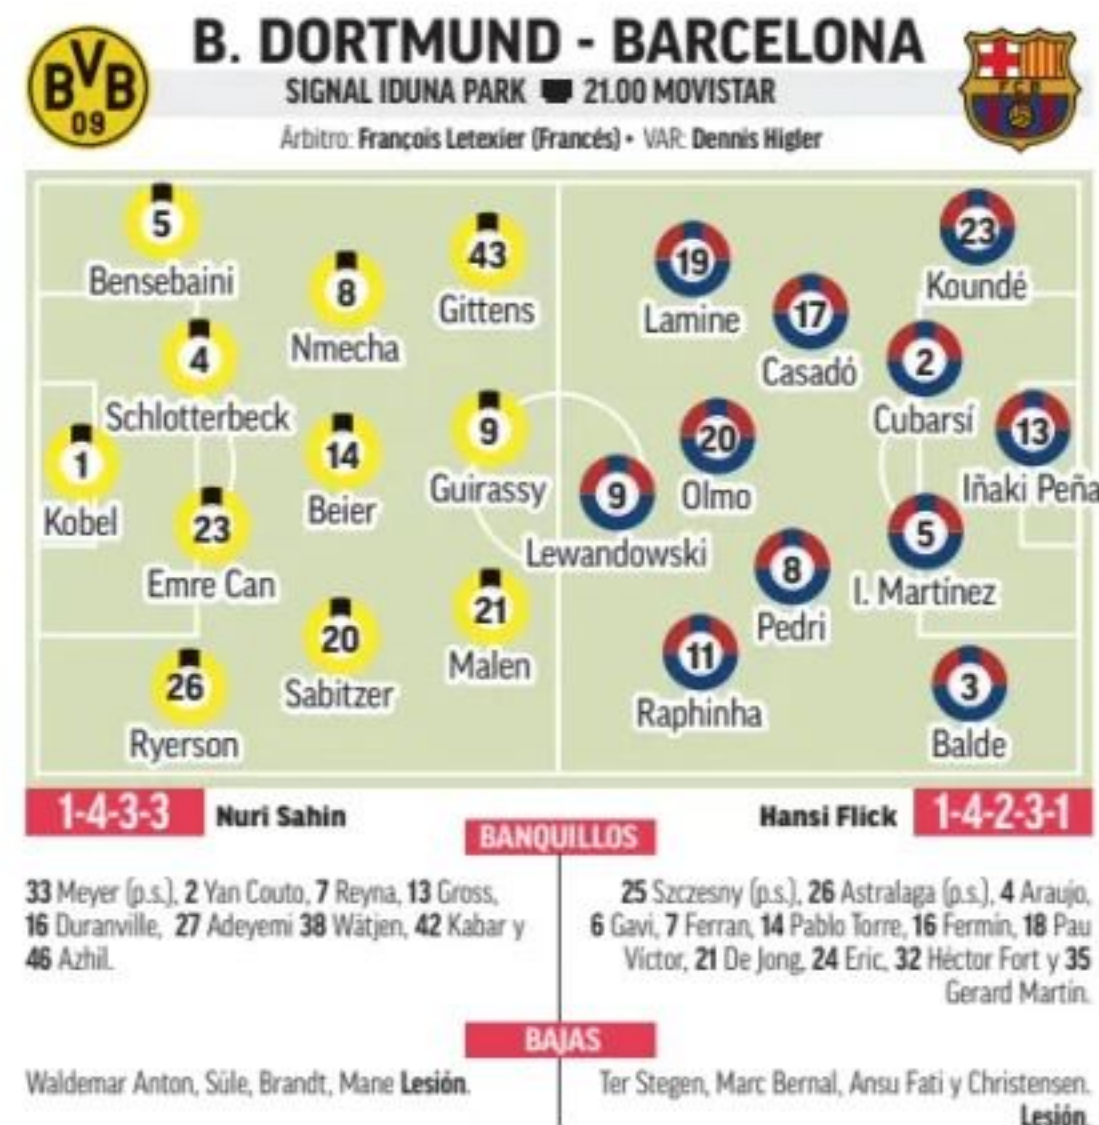 B. DORTMUND - BARCELONA
SIGNAL IDUNA PARK 21.00 MOVISTAR
Árbitro: François Letexier (Francés) • VAR: Dennis Higler
BVB
09
FCB
5
Bensebaini
4
Schlotterbeck
1
Kobel
23
Emre Can
26
Ryerson
8
Nmecha
14
Beier
20
Sabitzer
43
Gittens
9
Guirassy
21
Malen
19
Lamine
17
Casadó
23
Koundé
2
Cubarsí
20
Olmo
13
Iñaki Peña
9
Lewandowski
5
I. Martínez
8
Pedri
11
Raphinha
3
Balde
1-4-3-3 Nuri Sahin
Hansi Flick 1-4-2-3-1
BANQUILLOS
33 Meyer (p.s.), 2 Yan Couto, 7 Reyna, 13 Gross,
16 Duranville, 27 Adeyemi 38 Wätjen, 42 Kabar y
46 Azhil.
25 Szczesny (p.s.), 26 Astralaga (p.s.), 4 Araujo,
6 Gavi, 7 Ferran, 14 Pablo Torre, 16 Fermín, 18 Pau
Víctor, 21 De Jong, 24 Eric, 32 Héctor Fort y 35
Gerard Martín.
BAJAS
Waldemar Anton, Süle, Brandt, Mane Lesión.
Ter Stegen, Marc Bernal, Ansu Fati y Christensen.
Lesión.